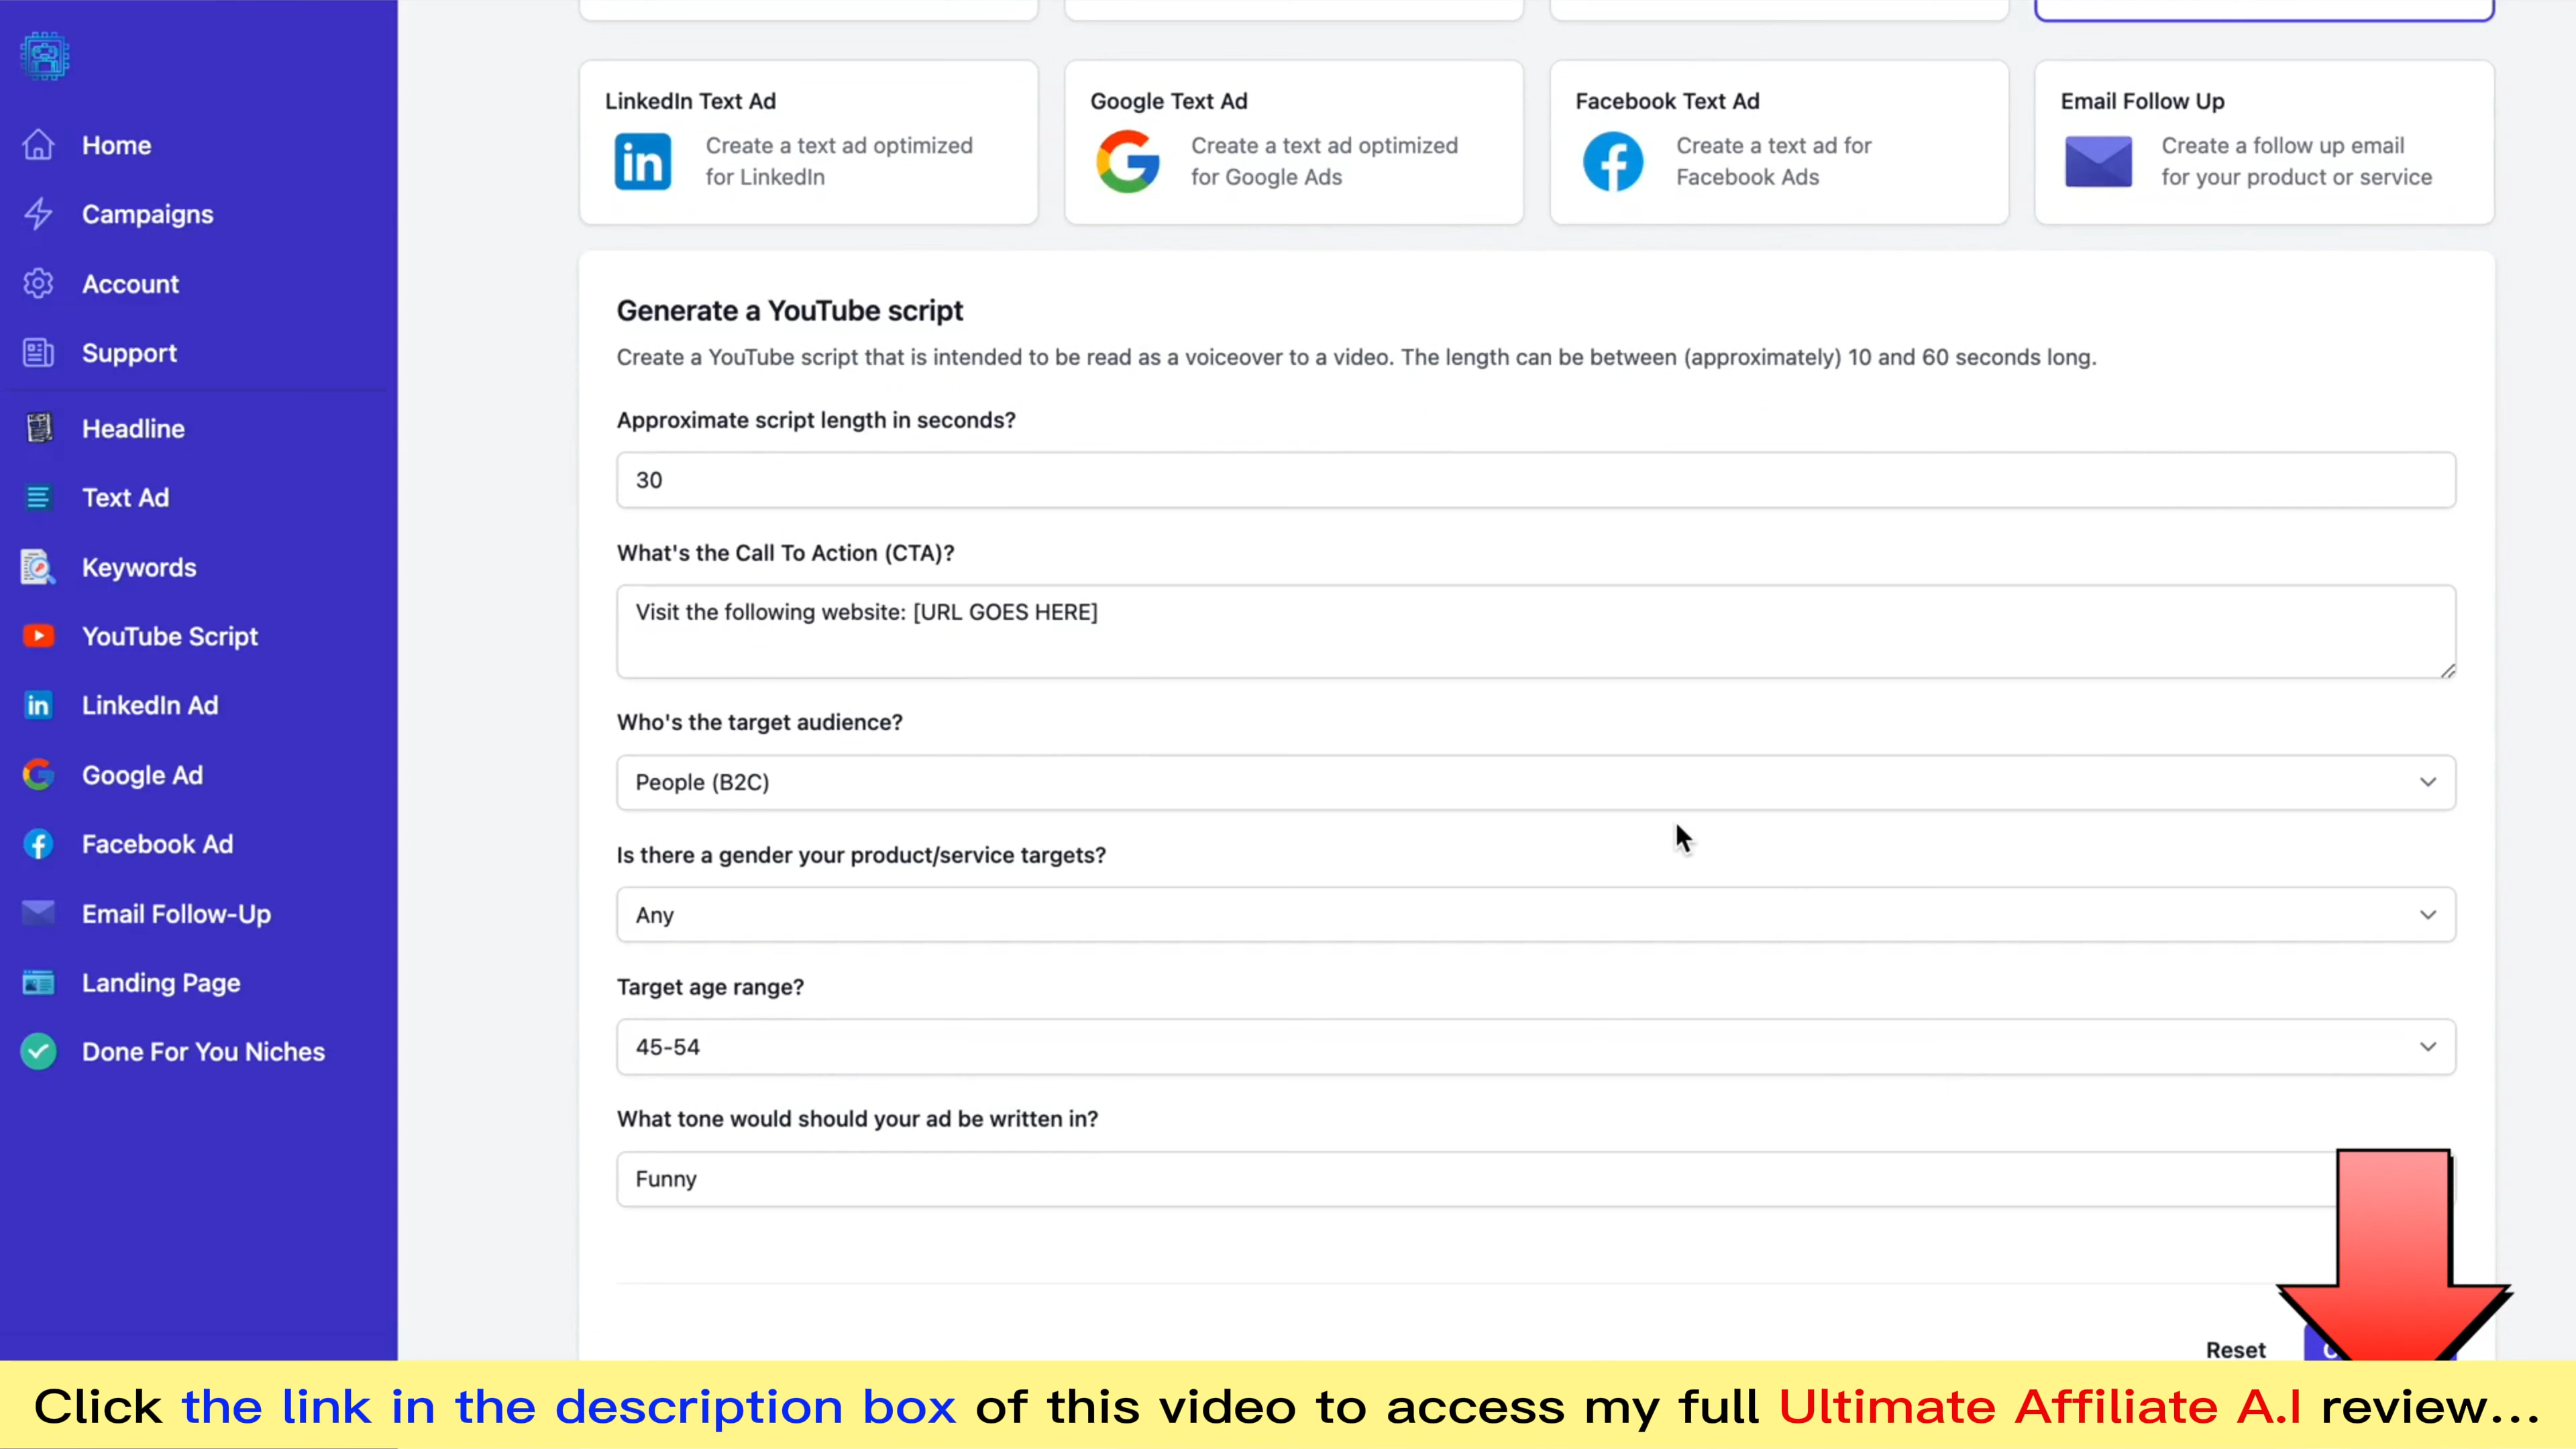 Home
Campaigns
Account
Support
Headline
Text Ad
Keywords
YouTube Script
LinkedIn Ad
Google Ad
Facebook Ad
Email Follow-Up
Landing Page
Done For You Niches
LinkedIn Text Ad
Create a text ad optimized
for LinkedIn
Google Text Ad
Create a text ad optimized
for Google Ads
Facebook Text Ad
Create a text ad for
Facebook Ads
Email Follow Up
Create a follow up email
for your product or service
Generate a YouTube script
Create a YouTube script that is intended to be read as a voiceover to a video. The length can be between (approximately) 10 and 60 seconds long.
Approximate script length in seconds?
30
What's the Call To Action (CTA)?
Visit the following website: [URL GOES HERE]
Who's the target audience?
People (B2C)
Is there a gender your product/service targets?
Any
Target age range?
45-54
What tone would should your ad be written in?
Funny
Reset
Click the link in the description box of this video to access my full Ultimate Affiliate A.I review...